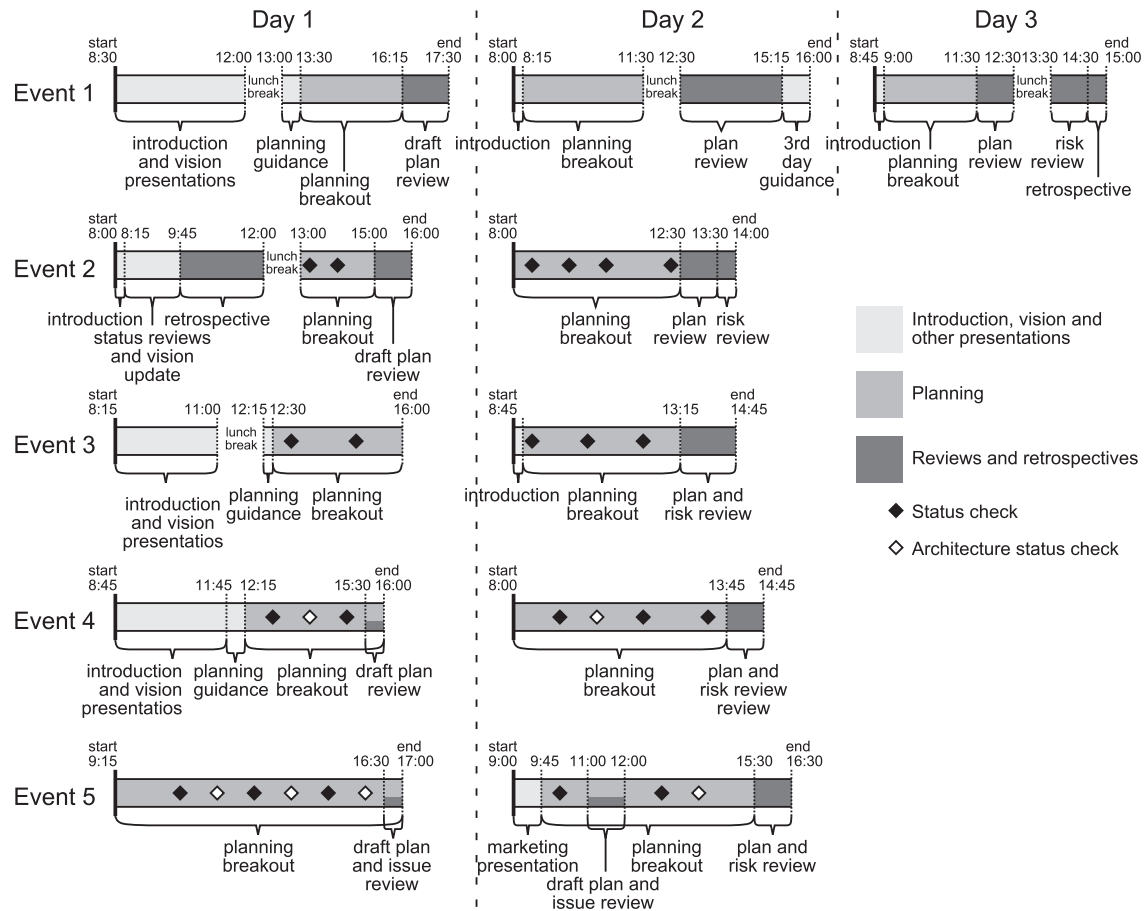 Day 1
Day 2
Day 3
Event 1
start
8:30
12:00
lunch
break
13:00
13:30
16:15
end
17:30
introduction
and vision
presentations
planning
guidance
planning
breakout
draft
plan
review
start
8:00
8:15
11:30
lunch
break
12:30
15:15
end
16:00
introduction
planning
breakout
plan
review
3rd
day
guidance
start
8:45
9:00
11:30
12:30
lunch
break
13:30
14:30
end
15:00
introduction
planning
breakout
plan
review
risk
review
retrospective
Event 2
start
8:00
8:15
9:45
12:00
lunch
break
13:00
15:00
end
16:00
introduction
status reviews
and vision
update
retrospective
planning
breakout
draft plan
review
start
8:00
12:30
13:30
end
14:00
planning
breakout
plan
review
risk
review
Event 3
start
8:15
11:00
lunch
break
12:15
12:30
end
16:00
introduction
and vision
presentatios
planning
guidance
planning
breakout
start
8:45
13:15
end
14:45
introduction
planning
breakout
plan and
risk review
Event 4
start
8:45
11:45
12:15
15:30
end
16:00
introduction
and vision
presentatios
planning
guidance
planning
breakout
draft plan
review
start
8:00
13:45
end
14:45
planning
breakout
plan and
risk review
review
Event 5
start
9:15
16:30
end
17:00
planning
breakout
draft plan
and issue
review
start
9:00
9:45
11:00
12:00
15:30
end
16:30
marketing
presentation
draft plan and
issue review
planning
breakout
plan and
risk review
Introduction, vision and
other presentations
Planning
Reviews and retrospectives
Status check
Architecture status check